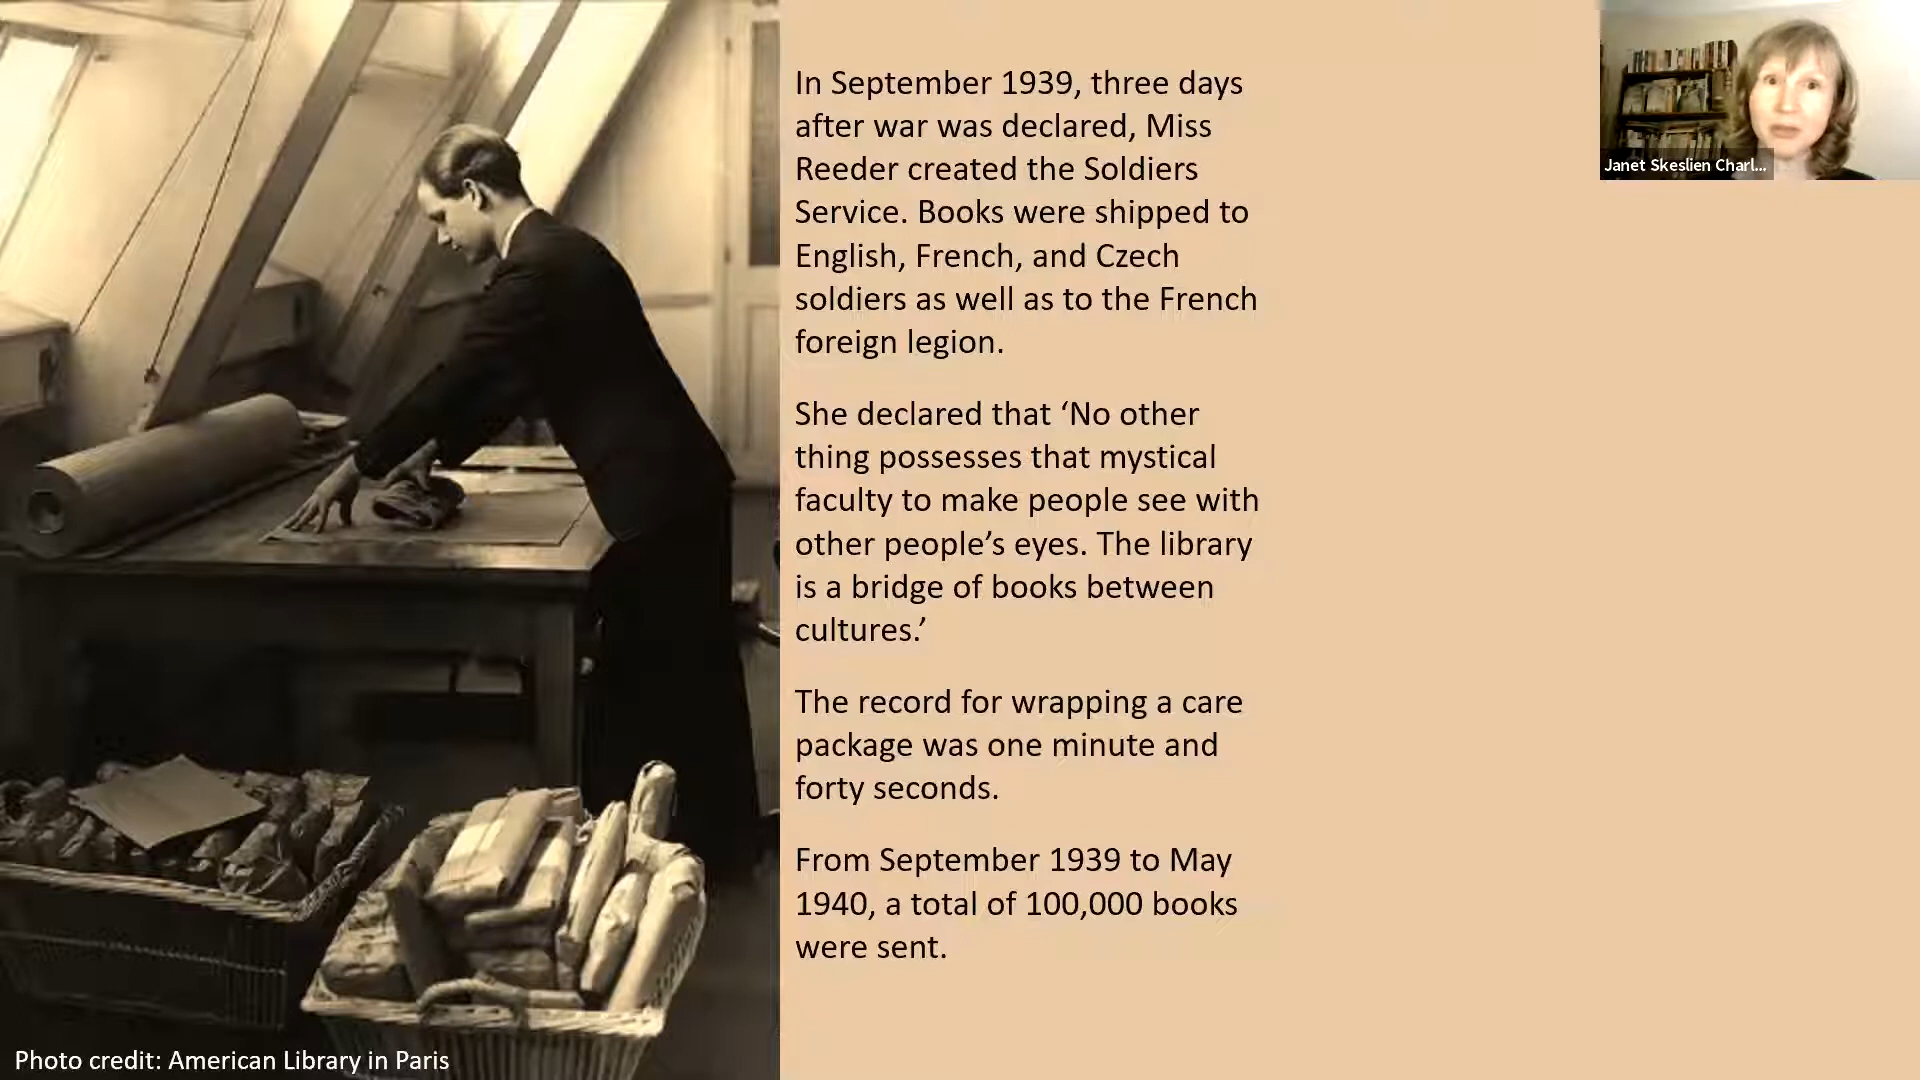 In September 1939, three days
after war was declared, Miss
Reeder created the Soldiers
Service. Books were shipped to
English, French, and Czech
soldiers as well as to the French
foreign legion.
She declared that ‘No other
thing possesses that mystical
faculty to make people see with
other people’s eyes. The library
is a bridge of books between
cultures.’
The record for wrapping a care
package was one minute and
forty seconds.
From September 1939 to May
1940, a total of 100,000 books
were sent.
Photo credit: American Library in Paris
Janet Skeslien Charl...